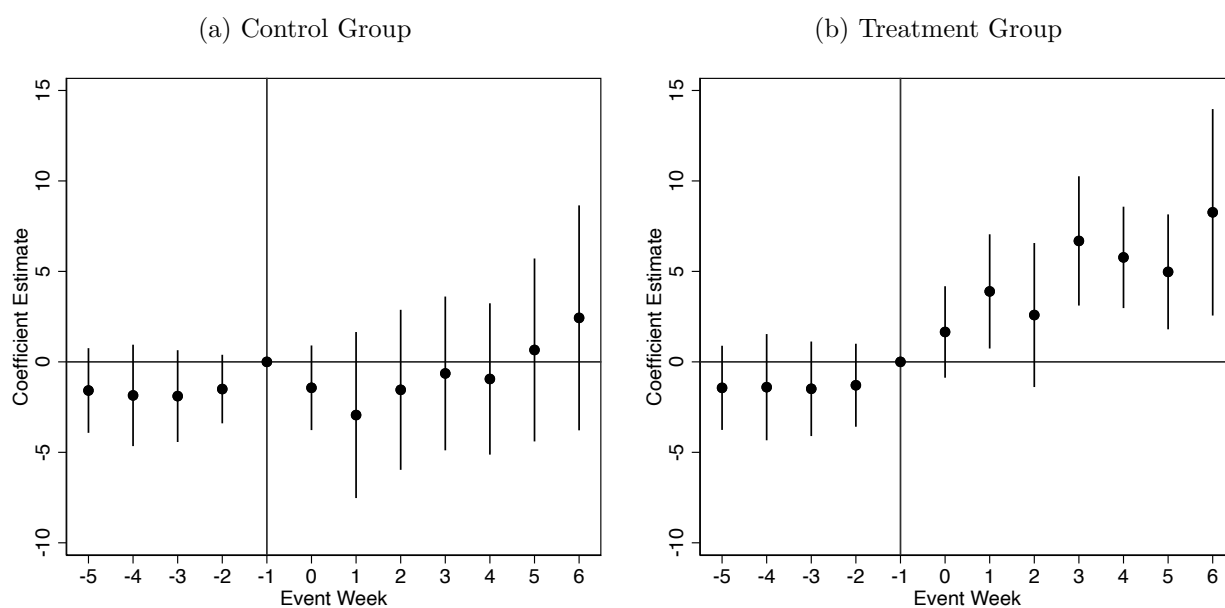 (a) Control Group
Coefficient Estimate
15
10
5
0
-5
-10
-5 -4 -3 -2 -1 0 1 2 3 4 5 6
Event Week
(b) Treatment Group
Coefficient Estimate
15
10
5
0
-5
-10
-5 -4 -3 -2 -1 0 1 2 3 4 5 6
Event Week